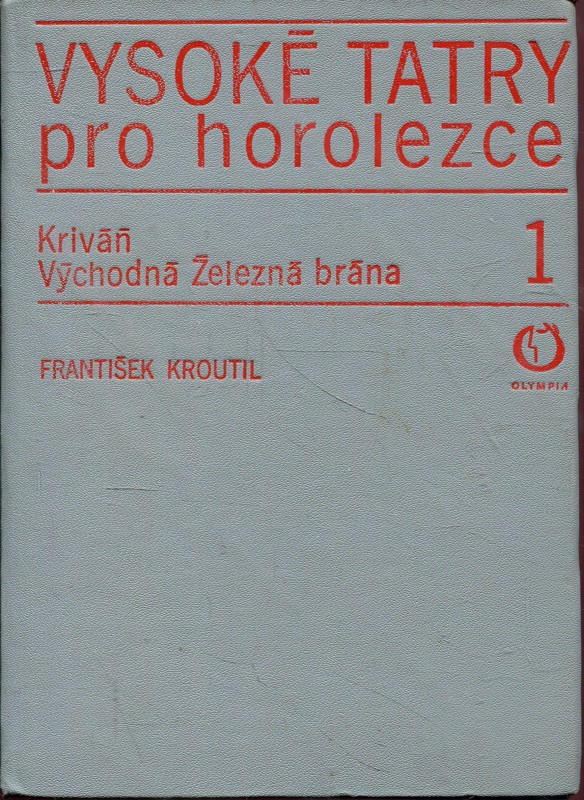 VYSOKÉ TATRY
pro horolezce
Kriváň
Východná Železná brána
1
FRANTIŠEK KROUTIL
OLYMPIA